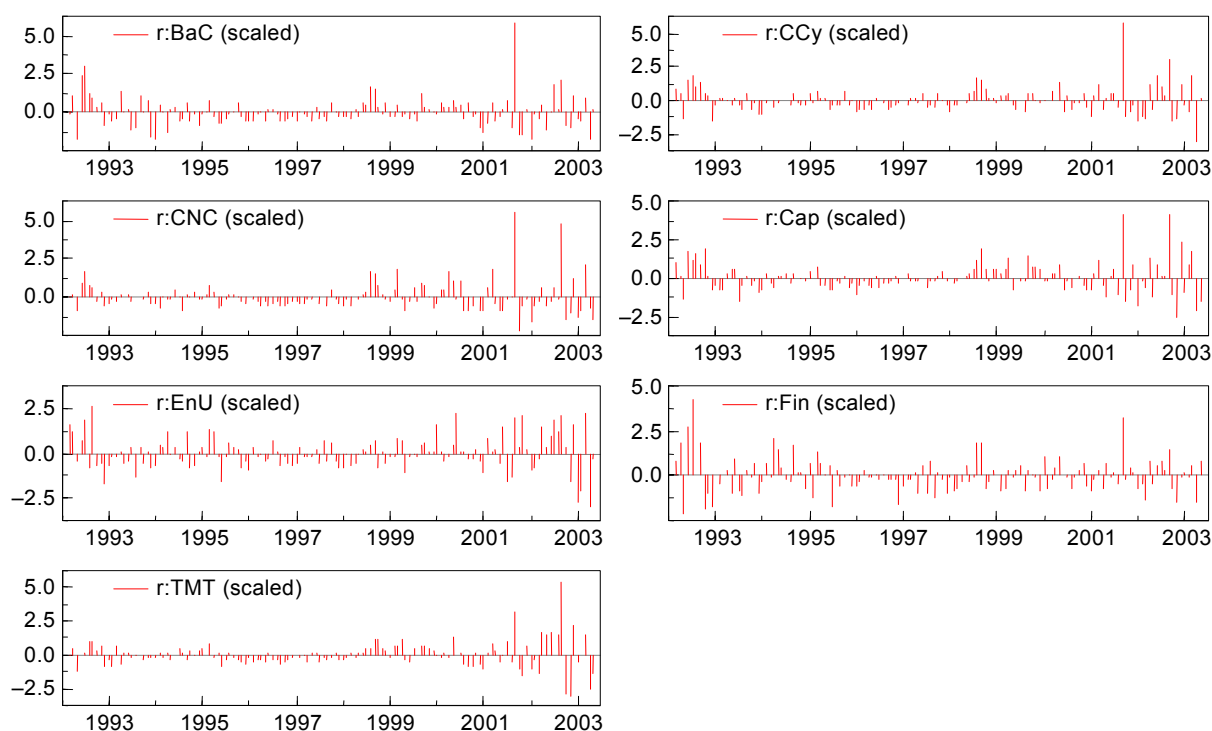 5.0
r:BaC (scaled)
2.5
0.0
1993 1995 1997 1999 2001 2003
5.0
r:CCy (scaled)
2.5
0.0
–2.5
1993 1995 1997 1999 2001 2003
5.0
r:CNC (scaled)
2.5
0.0
1993 1995 1997 1999 2001 2003
5.0
r:Cap (scaled)
2.5
0.0
–2.5
1993 1995 1997 1999 2001 2003
2.5
r:EnU (scaled)
0.0
–2.5
1993 1995 1997 1999 2001 2003
5.0
r:Fin (scaled)
2.5
0.0
1993 1995 1997 1999 2001 2003
5.0
r:TMT (scaled)
2.5
0.0
–2.5
1993 1995 1997 1999 2001 2003